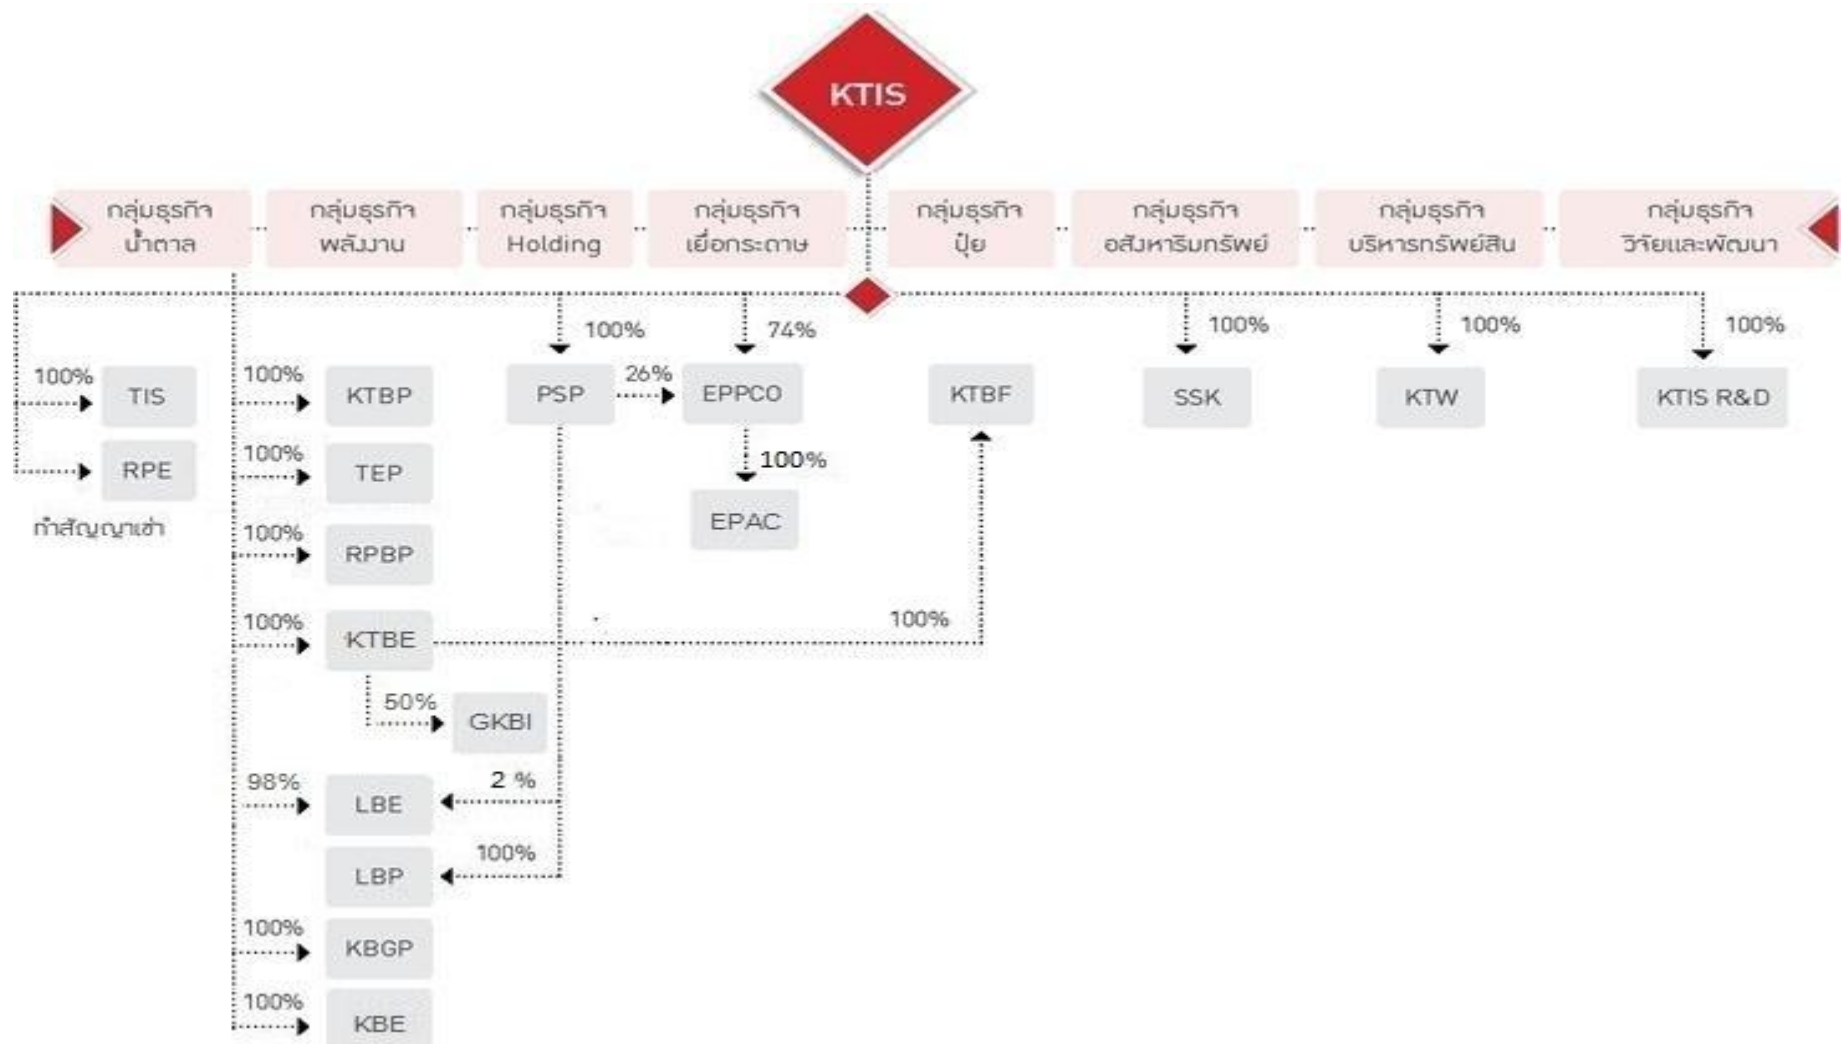 KTIS
กลุ่มธุรกิจ
น้ำตาล
กลุ่มธุรกิจ
พลังงาน
กลุ่มธุรกิจ
Holding
กลุ่มธุรกิจ
เยื่อกระดาษ
กลุ่มธุรกิจ
ปุ๋ย
กลุ่มธุรกิจ
อสังหาริมทรัพย์
กลุ่มธุรกิจ
บริหารทรัพย์สิน
กลุ่มธุรกิจ
วิจัยและพัฒนา
100%
74%
100%
100%
100%
100%
TIS
100%
KTBP
PSP
26%
EPPCO
KTBF
SSK
KTW
KTIS R&D
RPE
100%
TEP
100%
EPAC
ทำสัญญาเช่า
100%
RPBP
100%
KTBE
100%
50%
GKBI
98%
LBE
2 %
LBP
100%
100%
KBGP
100%
KBE